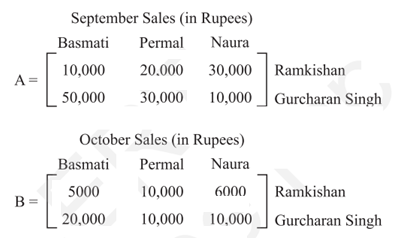 September Sales (in Rupees)
Basmati Permal Naura
A = 10,000 20.000 30,000 Ramkishan
50,000 30,000 10,000 Gurcharan Singh
October Sales (in Rupees)
Basmati Permal Naura
B = 5000 10,000 6000 Ramkishan
20,000 10,000 10,000 Gurcharan Singh